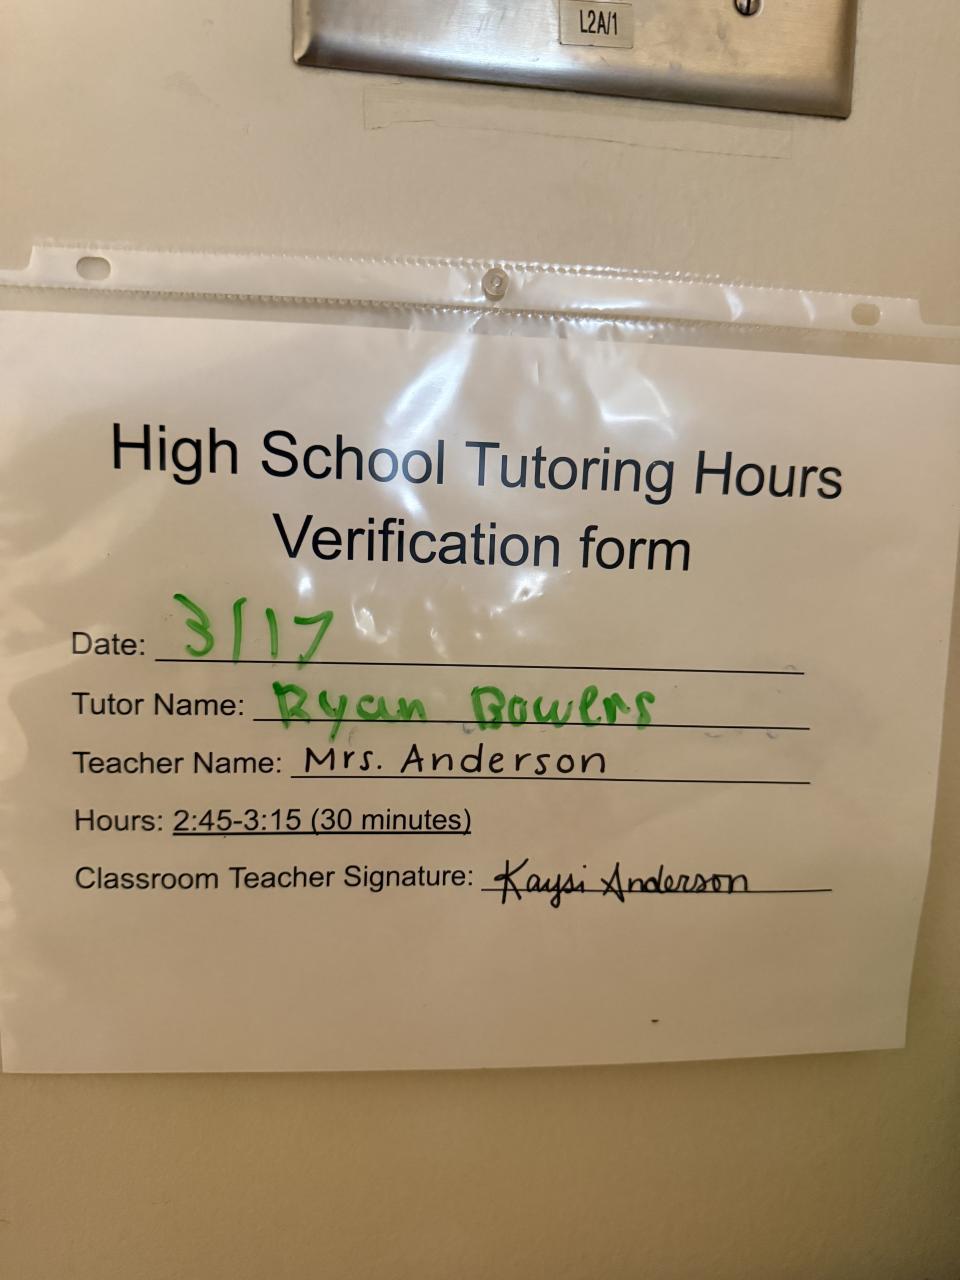 L2A/1
High School Tutoring Hours
Verification form
Date: 3/17
Tutor Name: Ryan Bowers
Teacher Name: Mrs. Anderson
Hours: 2:45-3:15 (30 minutes)
Classroom Teacher Signature: Kaysi Anderson